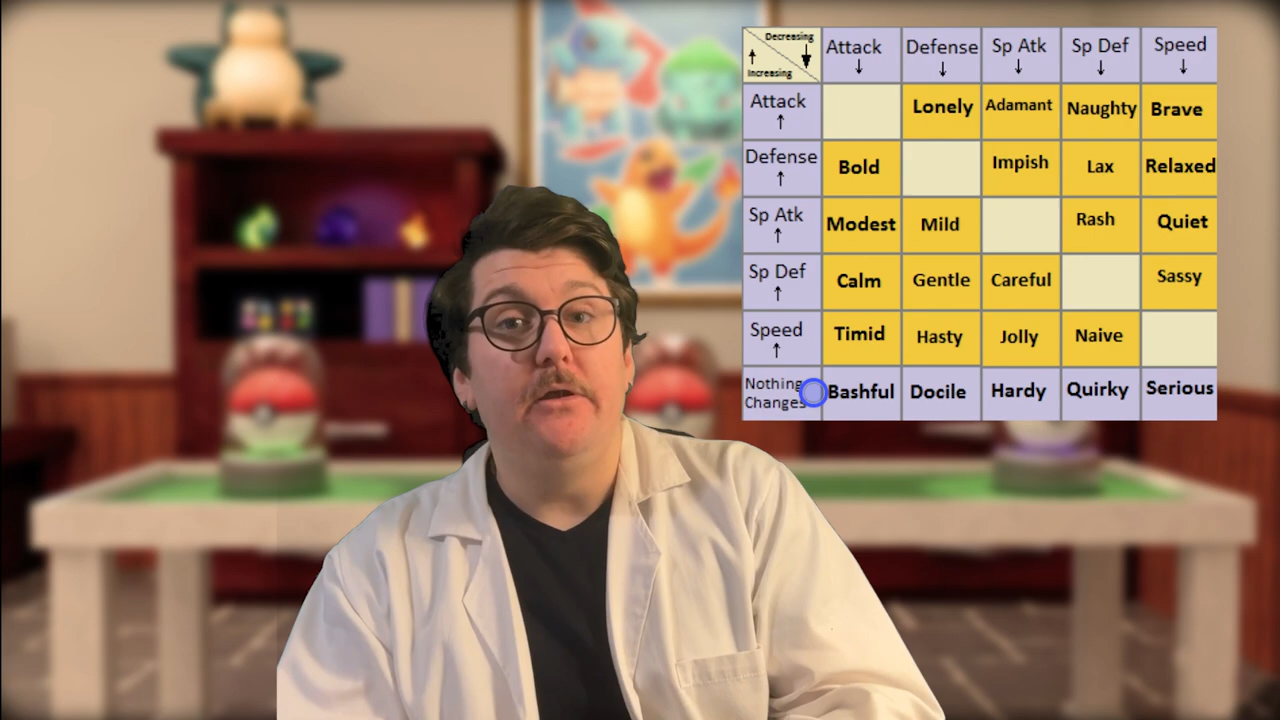 Decreasing
Increasing
Attack Defense Sp Atk Sp Def Speed
↓ ↓ ↓ ↓ ↓
Attack Lonely Adamant Naughty Brave
↑
Defense Bold Impish Lax Relaxed
↑
Sp Atk Modest Mild Rash Quiet
↑
Sp Def Calm Gentle Careful Sassy
↑
Speed Timid Hasty Jolly Naive
↑
Nothing
Changes Bashful Docile Hardy Quirky Serious